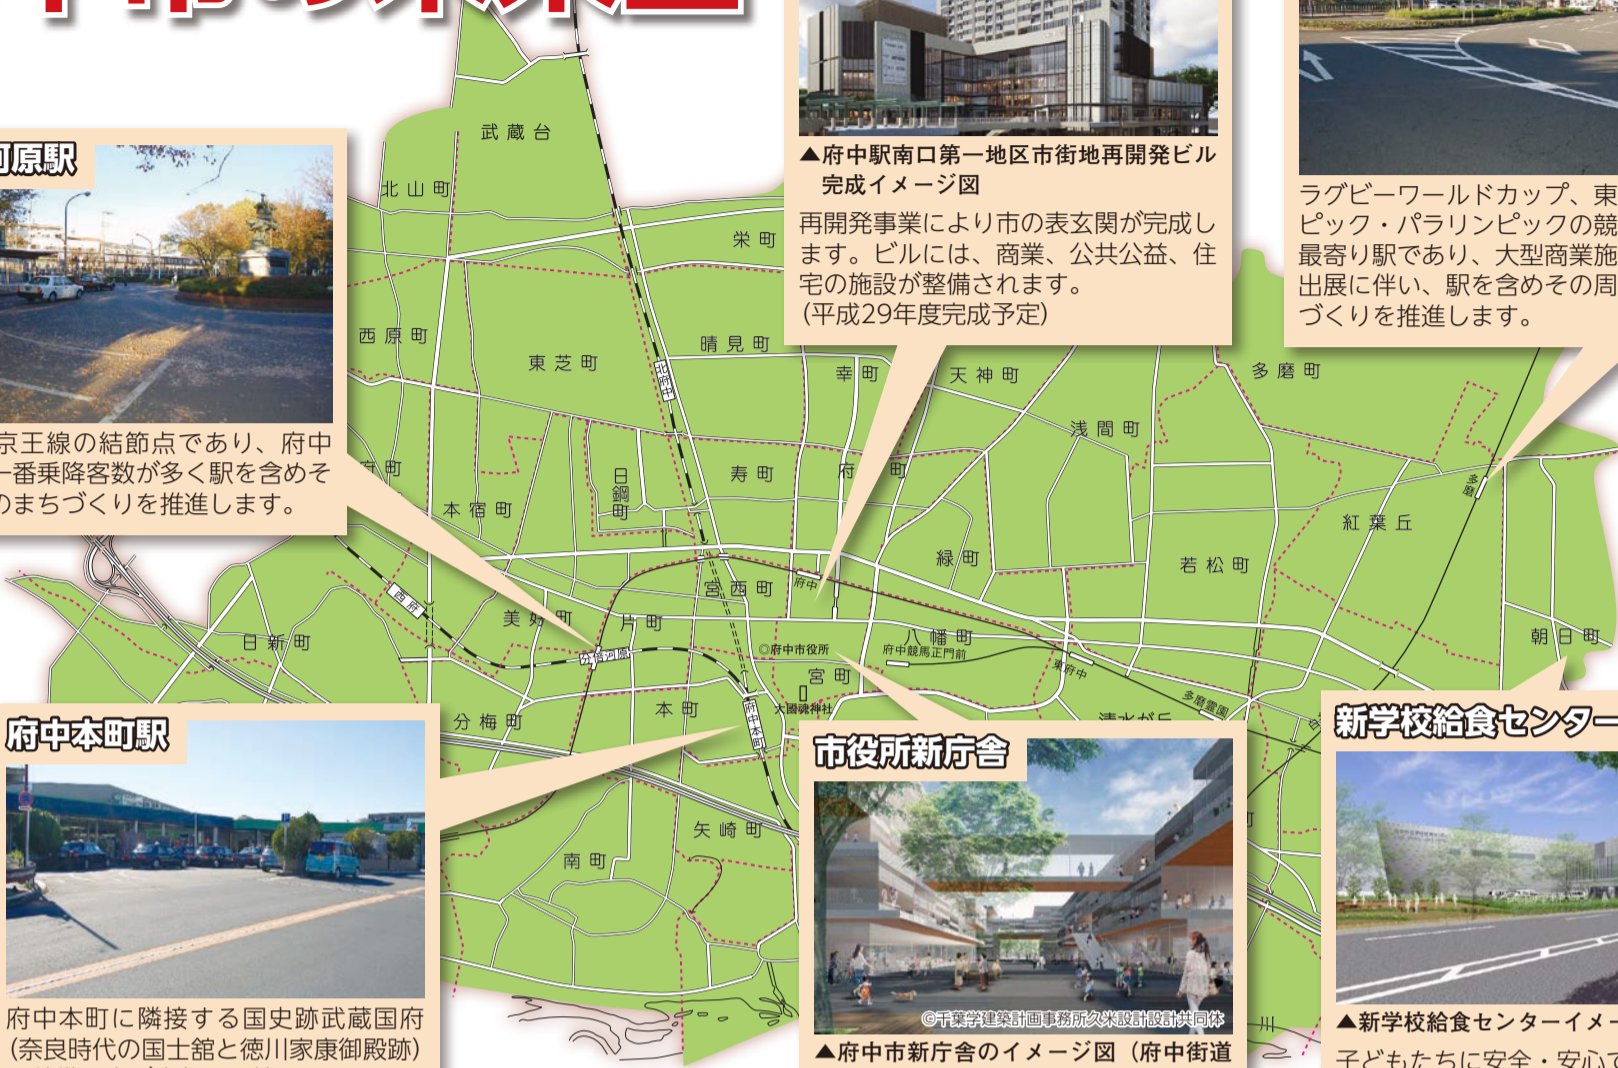 河原駅
京王線の結節点であり、府中
一番乗降客数が多く駅を含めそ
のまちづくりを推進します。
▲府中駅南口第一地区市街地再開発ビル
完成イメージ図
再開発事業により市の表玄関が完成し
ます。ビルには、商業、公共公益、住
宅の施設が整備されます。
(平成29年度完成予定)
ラグビーワールドカップ、東
ピック・パラリンピックの競
最寄り駅であり、大型商業施
出展に伴い、駅を含めその周
づくりを推進します。
武蔵台
北山町
栄町
西原町
東芝町
晴見町
北府中
幸町
天神町
多磨町
浅間町
日鋼町
寿町
府町
本宿町
多磨
紅葉丘
緑町
若松町
西府
宮西町
府中
美好町
片町
日新町
分倍河原
◎府中市役所
八幡町
府中競馬正門前
東府中
朝日町
宮町
大國魂神社
多磨霊園
分梅町
本町
府中本町
清水が丘
矢崎町
南町
府中本町駅
府中本町に隣接する国史跡武蔵国府
(奈良時代の国士舘と徳川家康御殿跡)
市役所新庁舎
©千葉学建築計画事務所久米設計設計共同体
▲府中市新庁舎のイメージ図(府中街道
新学校給食センター
▲新学校給食センターイメー
子どもたちに安全・安心で